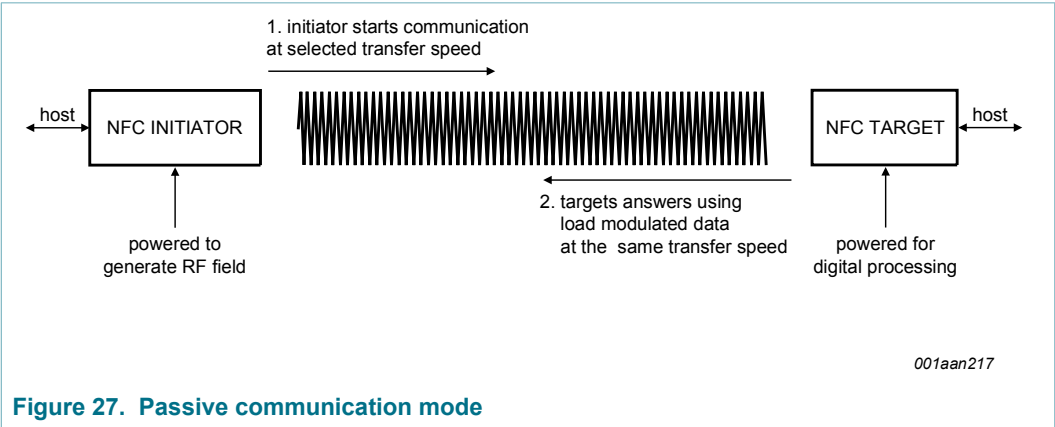 1. initiator starts communication
at selected transfer speed
host
NFC INITIATOR
NFC TARGET
host
2. targets answers using
load modulated data
at the same transfer speed
powered to
generate RF field
powered for
digital processing
001aan217
Figure 27. Passive communication mode